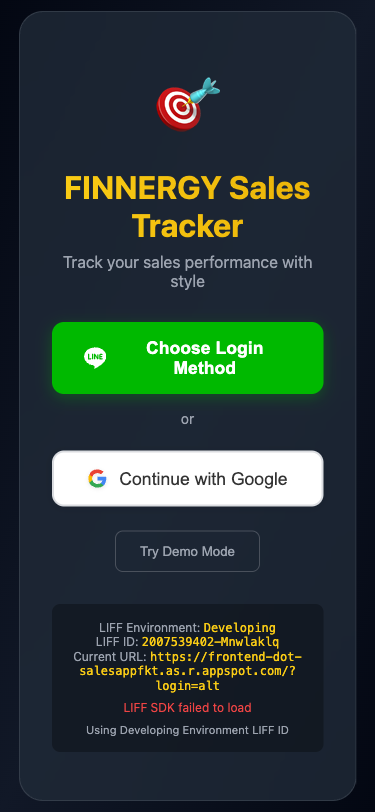 FINNERGY Sales
Tracker
Track your sales performance with
style
LINE
Choose Login
Method
or
Continue with Google
Try Demo Mode
LIFF Environment: Developing
LIFF ID: 2007539402-Mnwlaklq
Current URL: https://frontend-dot-
salesappfkt.as.r.appspot.com/?
login=alt
LIFF SDK failed to load
Using Developing Environment LIFF ID